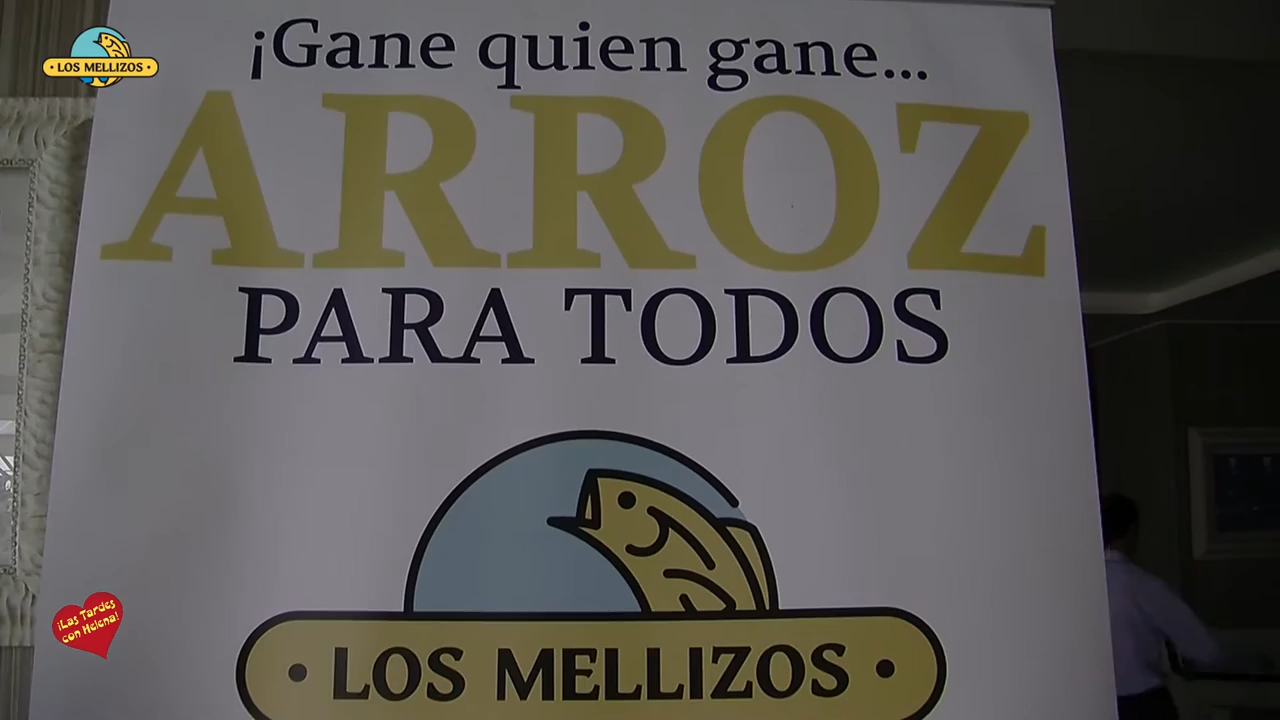 · LOS MELLIZOS ·
¡Gane quien gane...
ARROZ
PARA TODOS
¡Las Tardes
con Helena!
· LOS MELLIZOS ·